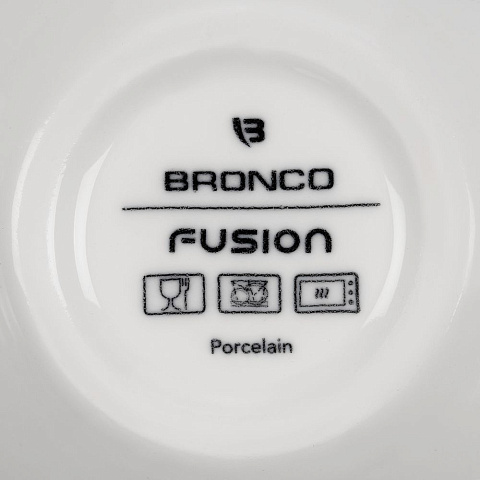 B
BRONCO
FUSION
Porcelain